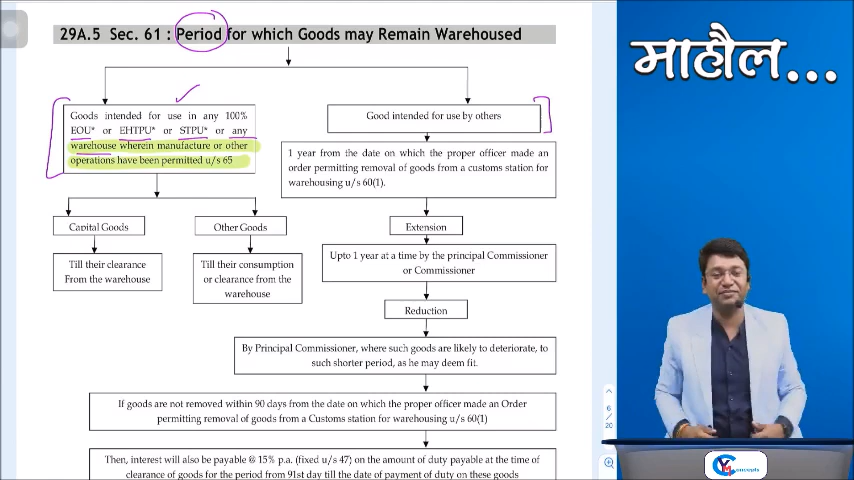 29A.5 Sec. 61 : Period for which Goods may Remain Warehoused
माहौल...
Goods intended for use in any 100%
EOU* or EHTPU* or STPU* or any
warehouse wherein manufacture or other
operations have been permitted u/s 65
Good intended for use by others
1 year from the date on which the proper officer made an
order permitting removal of goods from a customs station for
warehousing u/s 60(1).
Capital Goods
Other Goods
Extension
Till their clearance
From the warehouse
Till their consumption
or clearance from the
warehouse
Upto 1 year at a time by the principal Commissioner
or Commissioner
Reduction
By Principal Commissioner, where such goods are likely to deteriorate, to
such shorter period, as he may deem fit.
If goods are not removed within 90 days from the date on which the proper officer made an Order
permitting removal of goods from a Customs station for warehousing u/s 60(1)
Then, interest will also be payable @ 15% p.a. (fixed u/s 47) on the amount of duty payable at the time of
clearance of goods for the period from 91st day till the date of payment of duty on these goods
6
20